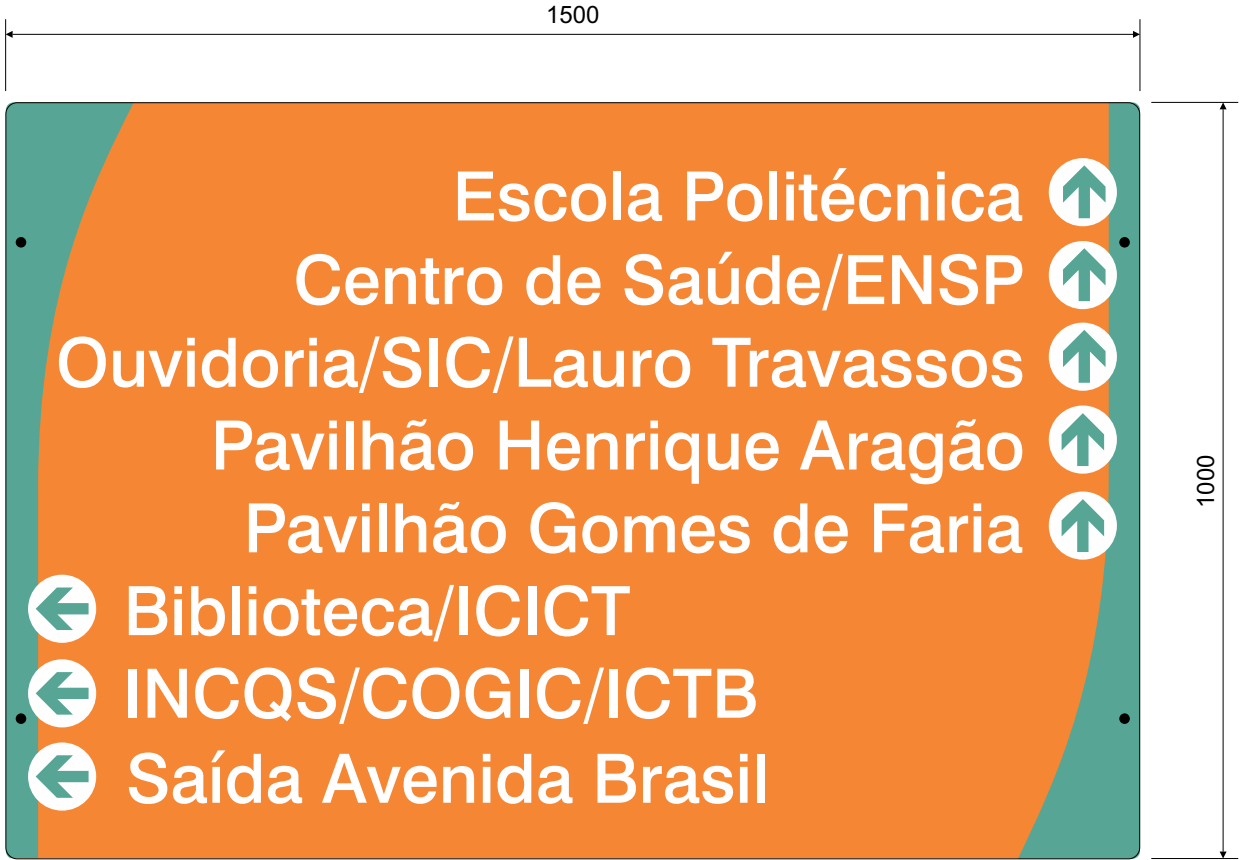 1500
Escola Politécnica
Centro de Saúde/ENSP
Ouvidoria/SIC/Lauro Travassos
Pavilhão Henrique Aragão
1000
Pavilhão Gomes de Faria
Biblioteca/ICICT
INCQS/COGIC/ICTB
Saída Avenida Brasil